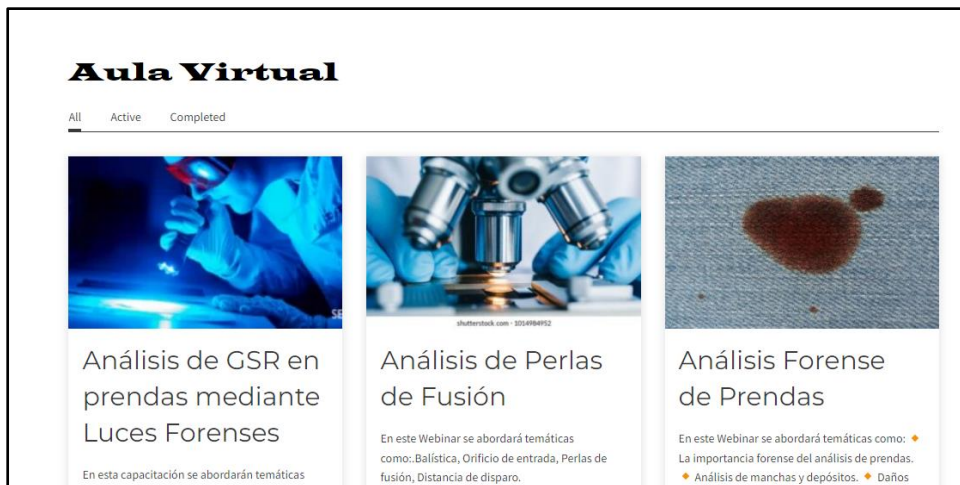 Aula Virtual
All Active Completed
SE
shutterstock.com · 1014984952
Análisis de GSR en
prendas mediante
Luces Forenses
En esta capacitación se abordarán temáticas
Análisis de Perlas
de Fusión
En este Webinar se abordará temáticas
como:.Balística, Orificio de entrada, Perlas de
fusión, Distancia de disparo.
Análisis Forense
de Prendas
En este Webinar se abordará temáticas como: 🔸
La importancia forense del análisis de prendas.
🔸 Análisis de manchas y depósitos. 🔸 Daños